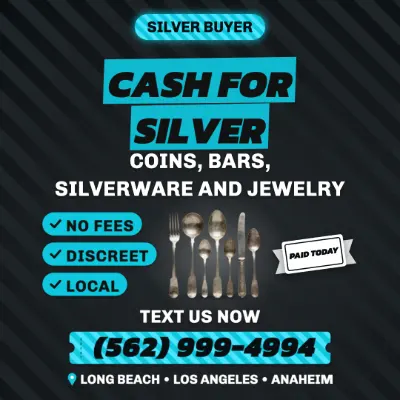 SILVER BUYER
CASH FOR
SILVER
COINS, BARS,
SILVERWARE AND JEWELRY
NO FEES
DISCREET
LOCAL
PAID TODAY
TEXT US NOW
(562) 999-4994
LONG BEACH • LOS ANGELES • ANAHEIM